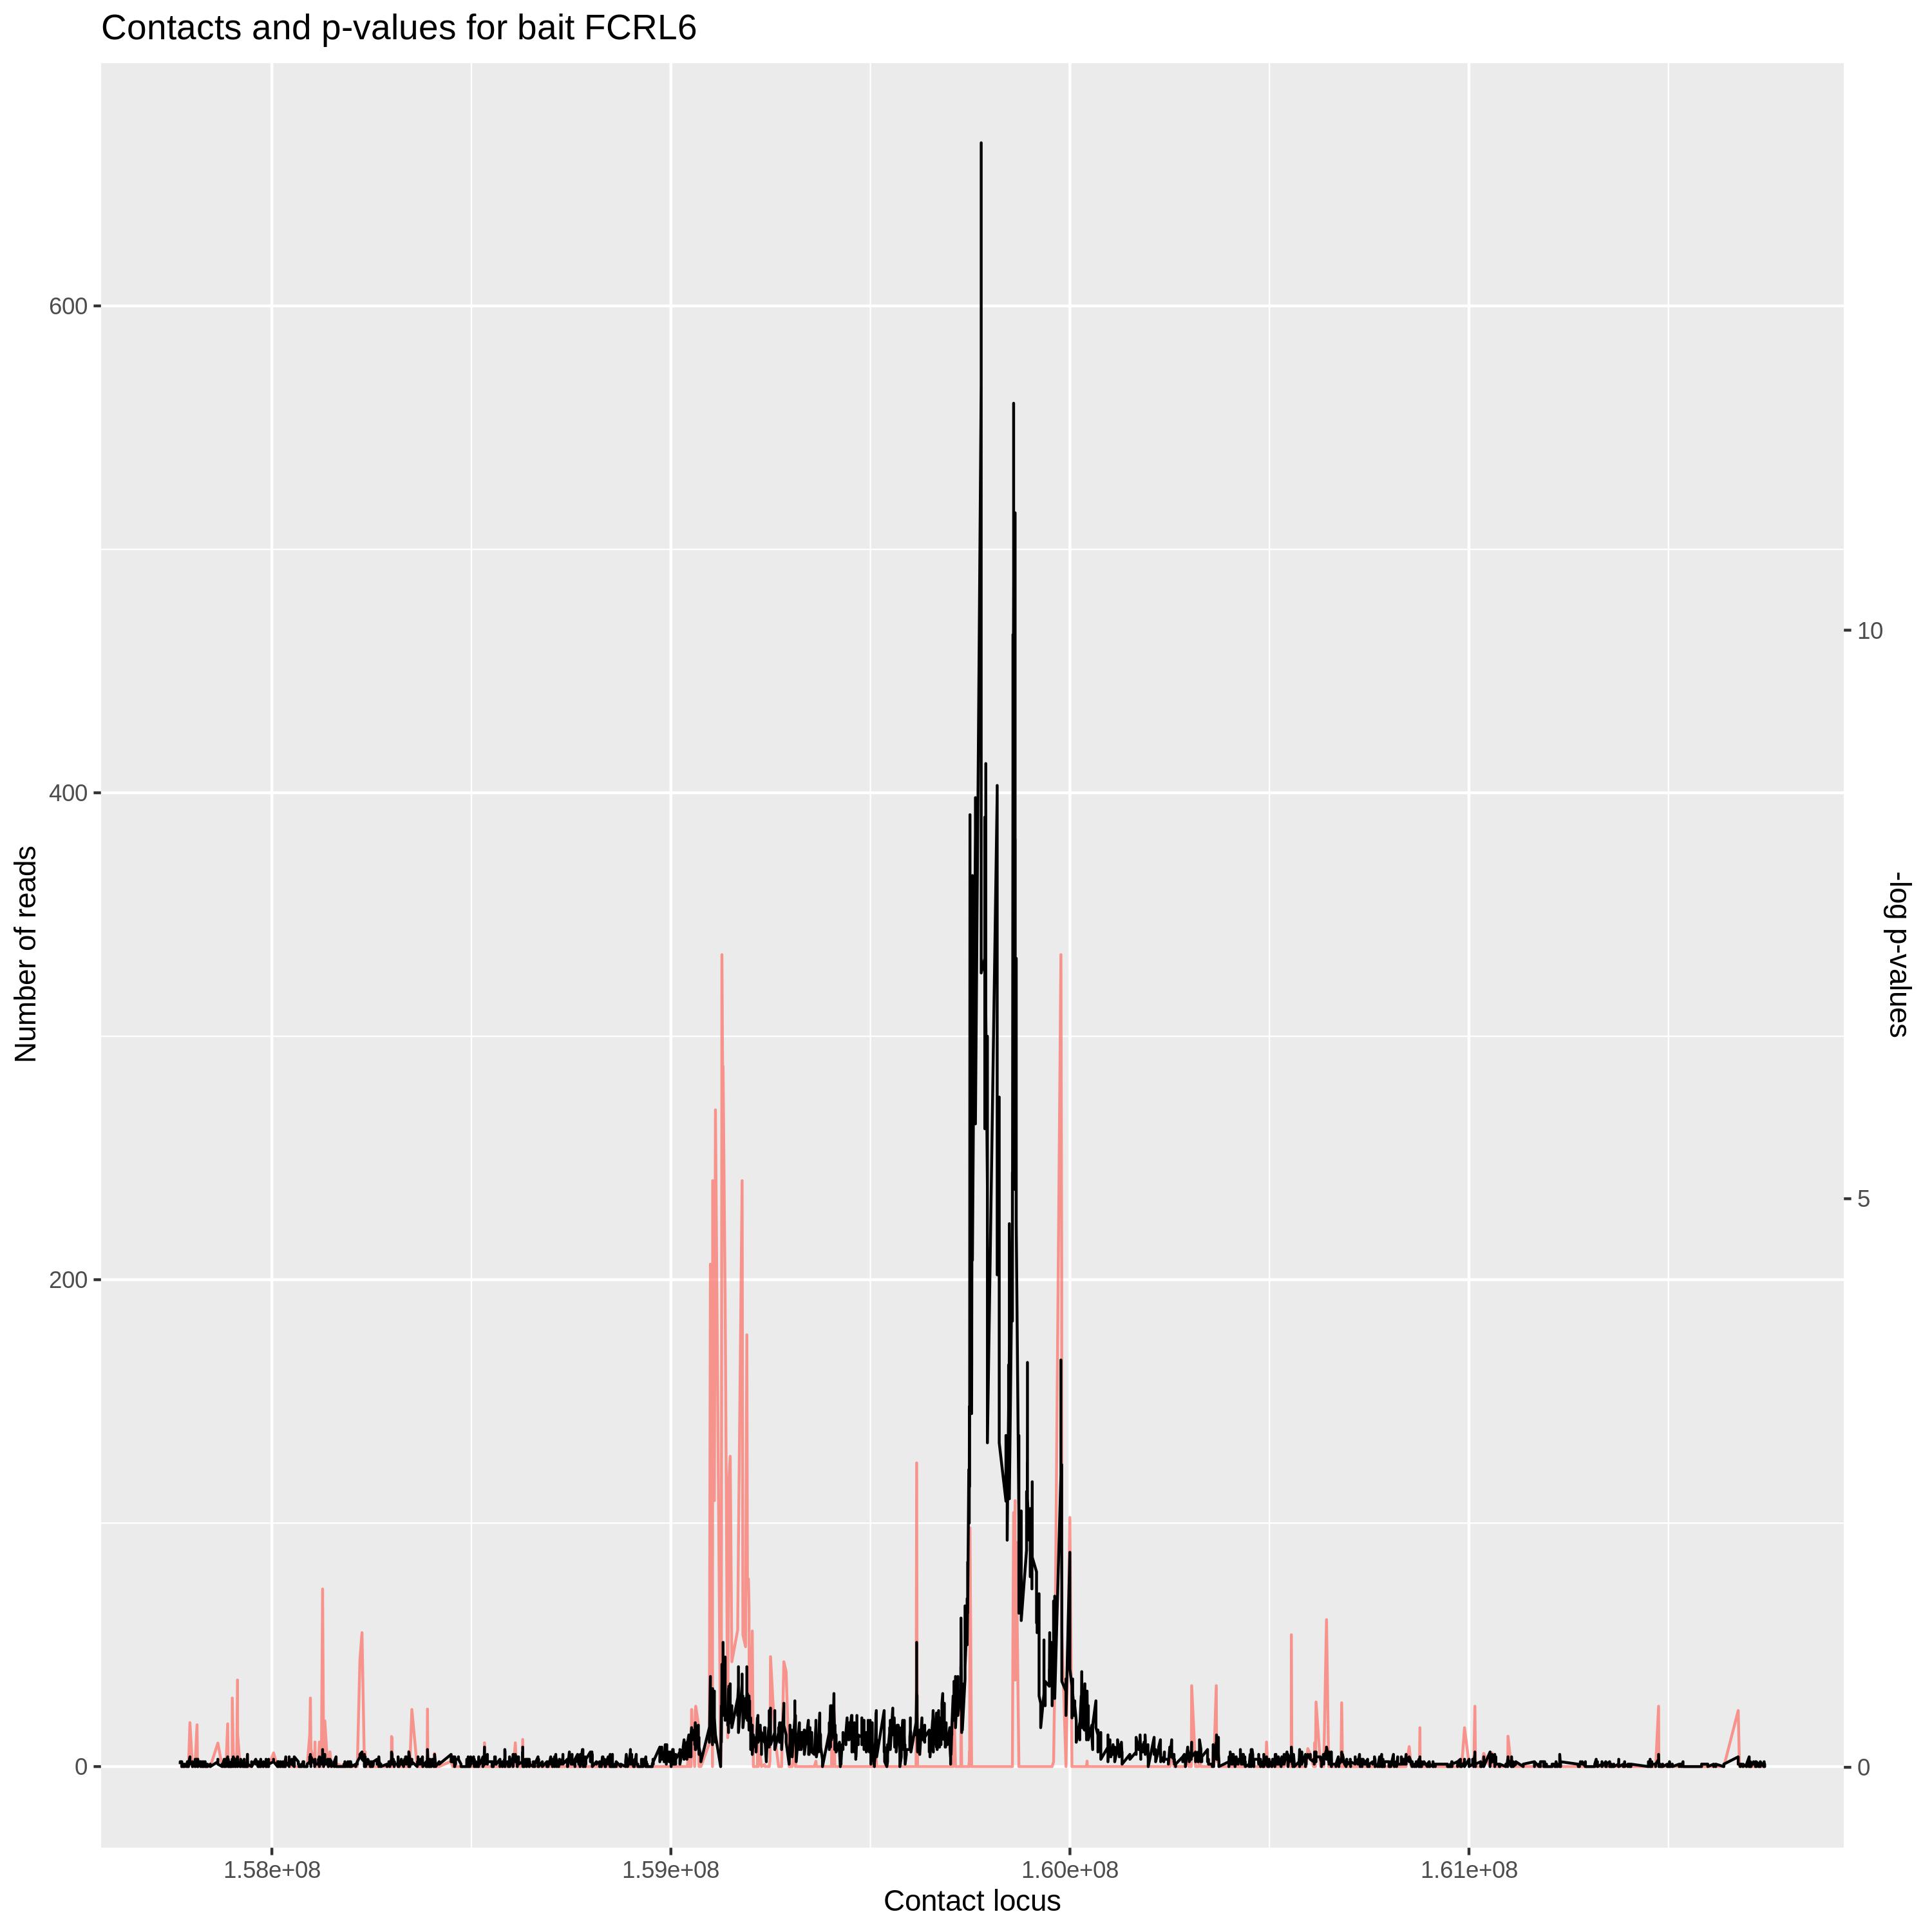 Contacts and p-values for bait FCRL6
600
400
200
0
10
5
0
Number of reads
-log p-values
1.58e+08
1.59e+08
1.60e+08
1.61e+08
Contact locus